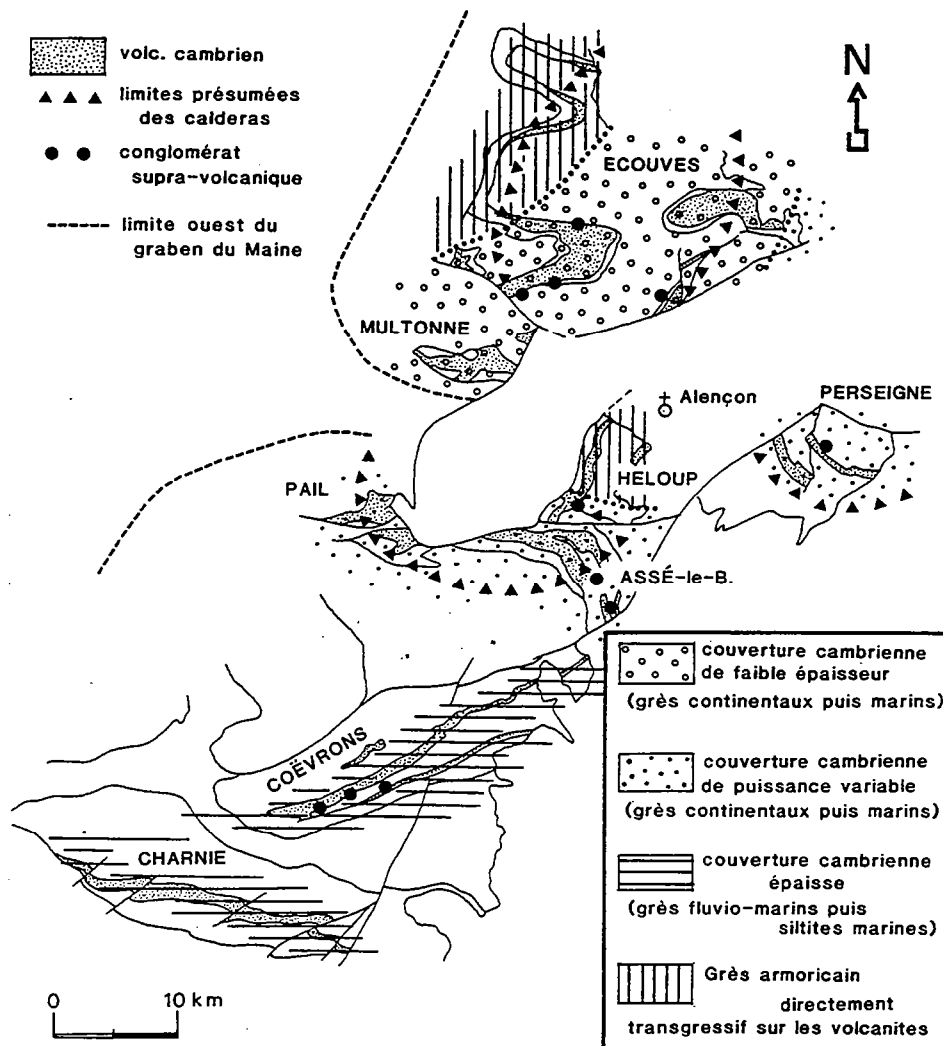 volc. cambrien
limites présumées
des calderas
conglomérat
supra-volcanique
limite ouest du
graben du Maine
N
ECOUVES
MULTONNE
Alençon
PERSEIGNE
PAIL
HÉLOUP
ASSÉ-le-B.
COËVRONS
CHARNIE
0 10 km
couverture cambrienne
de faible épaisseur
(grès continentaux puis marins)
couverture cambrienne
de puissance variable
(grès continentaux puis marins)
couverture cambrienne
épaisse
(grès fluvio-marins puis
siltites marines)
Grès armoricain
directement
transgressif sur les volcanites